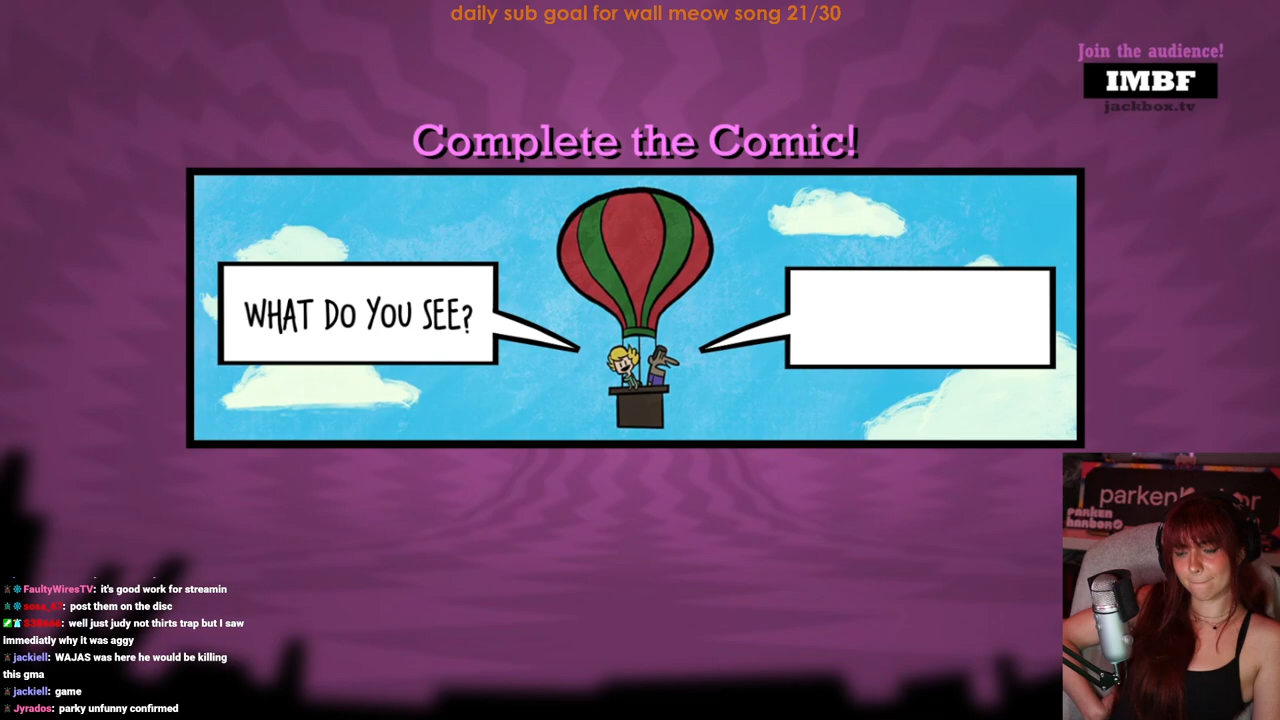 daily sub goal for wall meow song 21/30
Join the audience!
IMBF
jackbox.tv
Complete the Comic!
WHAT DO YOU SEE?
PARKEN
HARBOR
FaultyWiresTV: it's good work for streamin
: post them on the disc
: well just judy not thirts trap but I saw
immediatly why it was aggy
jackiell: WAJAS was here he would be killing
this gma
jackiell: game
Jyrados: parky unfunny confirmed